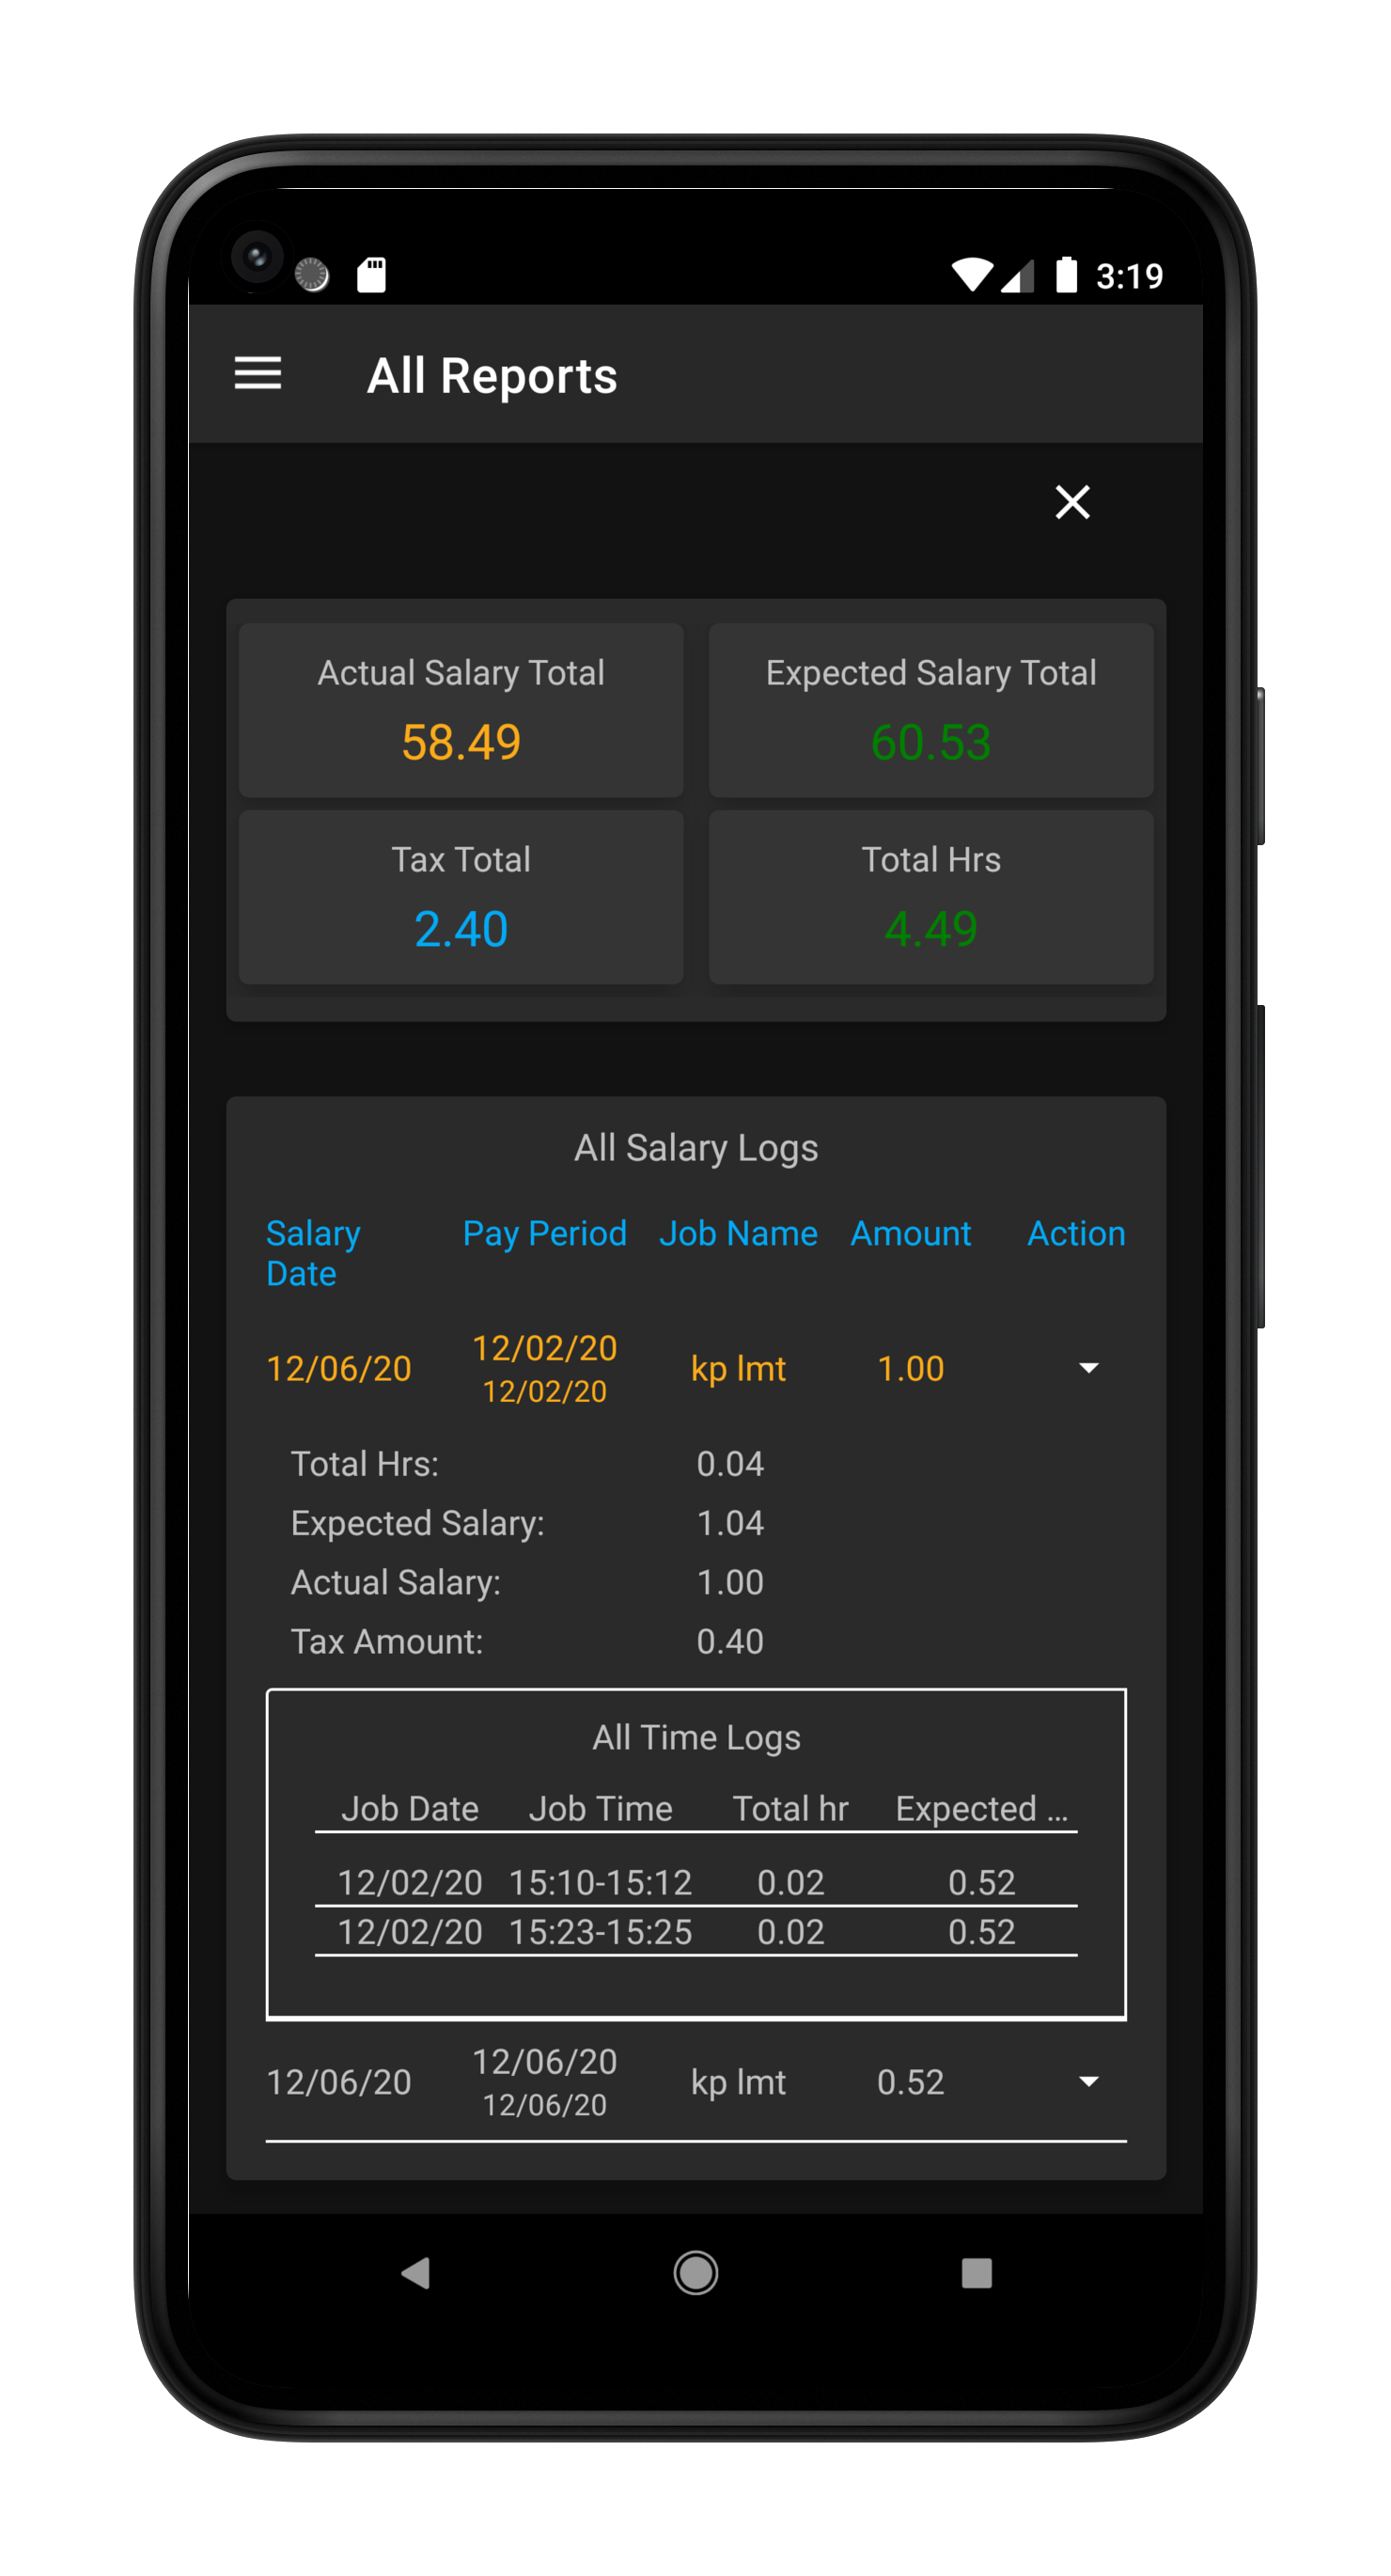 3:19
All Reports
Actual Salary Total
58.49
Expected Salary Total
60.53
Tax Total
2.40
Total Hrs
4.49
All Salary Logs
Salary Date Pay Period Job Name Amount Action
12/06/20 12/02/20 12/02/20 kp lmt 1.00
Total Hrs: 0.04
Expected Salary: 1.04
Actual Salary: 1.00
Tax Amount: 0.40
All Time Logs
Job Date Job Time Total hr Expected ...
12/02/20 15:10-15:12 0.02 0.52
12/02/20 15:23-15:25 0.02 0.52
12/06/20 12/06/20 12/06/20 kp lmt 0.52